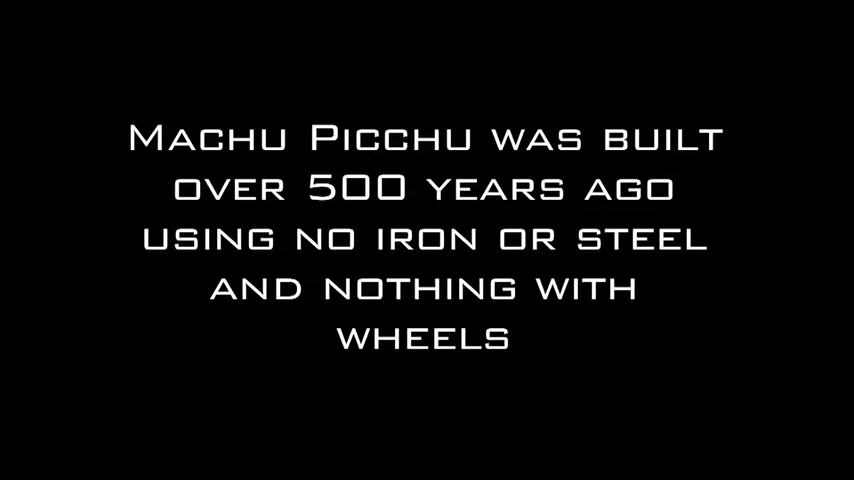 Machu Picchu was built
over 500 years ago
using no iron or steel
and nothing with
wheels